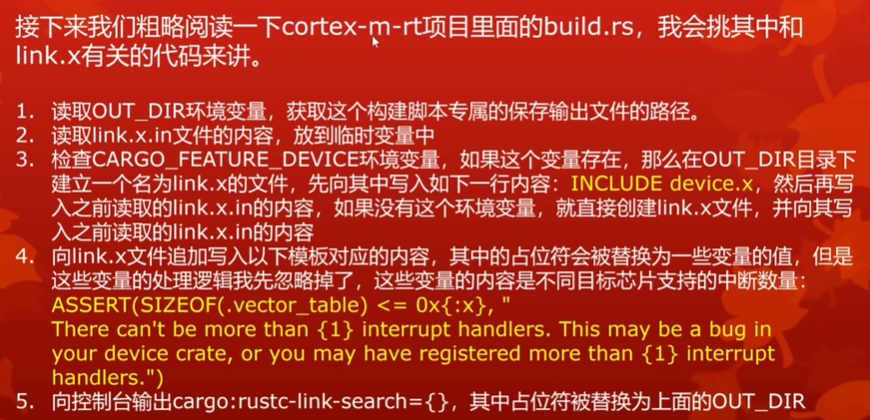 接下来我们粗略阅读一下cortex-m-rt项目里面的build.rs，我会挑其中和
link.x有关的代码来讲。
1. 读取OUT_DIR环境变量，获取这个构建脚本专属的保存输出文件的路径。
2. 读取link.x.in文件的内容，放到临时变量中
3. 检查CARGO_FEATURE_DEVICE环境变量，如果这个变量存在，那么在OUT_DIR目录下
建立一个名为link.x的文件，先向其中写入如下一行内容：INCLUDE device.x，然后再写
入之前读取的link.x.in的内容，如果没有这个环境变量，就直接创建link.x文件，并向其写
入之前读取的link.x.in的内容
4. 向link.x文件追加写入以下模板对应的内容，其中的占位符会被替换为一些变量的值，但是
这些变量的处理逻辑我先忽略掉了，这些变量的内容是不同目标芯片支持的中断数量：
ASSERT(SIZEOF(.vector_table) <= 0x{:x}, "
There can't be more than {1} interrupt handlers. This may be a bug in
your device crate, or you may have registered more than {1} interrupt
handlers.")
5. 向控制台输出cargo:rustc-link-search={}，其中占位符被替换为上面的OUT_DIR